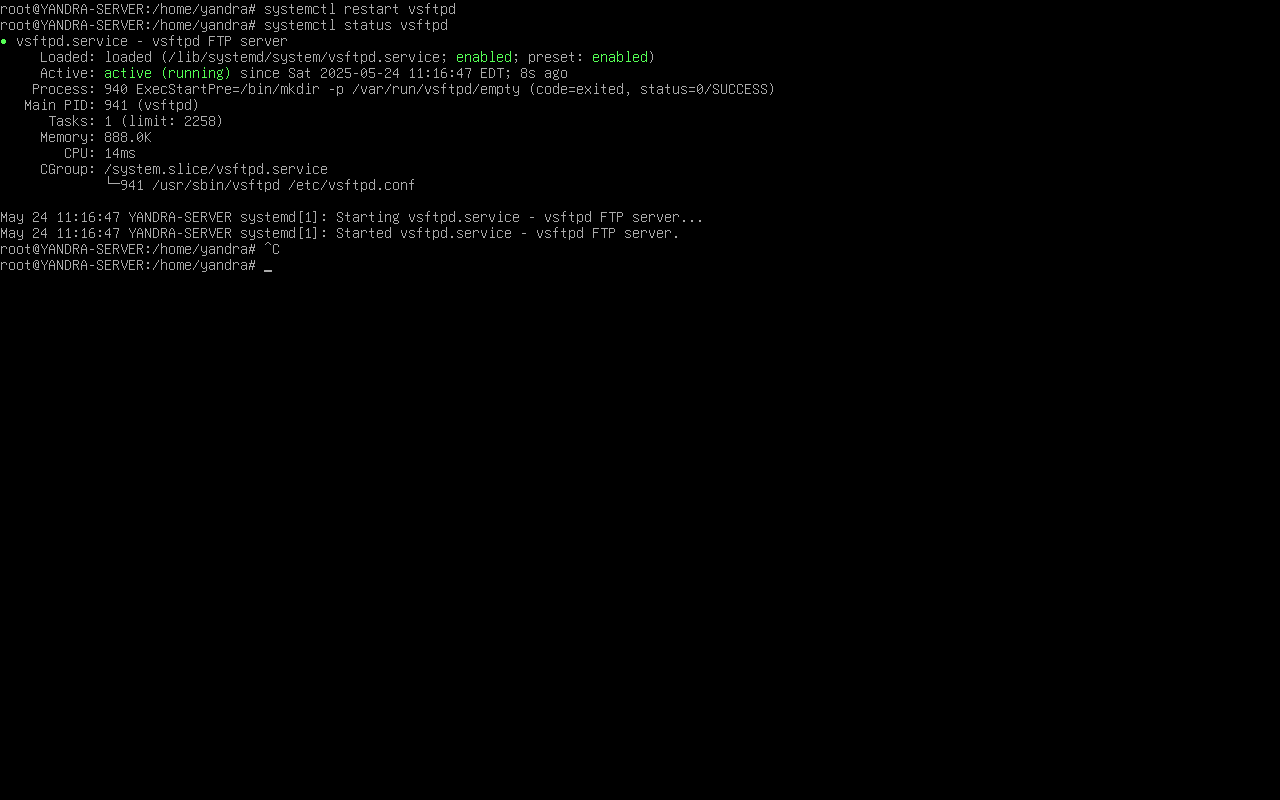 root@YANDRA-SERVER:/home/yandra# systemctl restart vsftpd
root@YANDRA-SERVER:/home/yandra# systemctl status vsftpd
● vsftpd.service - vsftpd FTP server
     Loaded: loaded (/lib/systemd/system/vsftpd.service; enabled; preset: enabled)
     Active: active (running) since Sat 2025-05-24 11:16:47 EDT; 8s ago
    Process: 940 ExecStartPre=/bin/mkdir -p /var/run/vsftpd/empty (code=exited, status=0/SUCCESS)
   Main PID: 941 (vsftpd)
      Tasks: 1 (limit: 2258)
     Memory: 888.0K
        CPU: 14ms
     CGroup: /system.slice/vsftpd.service
             └─941 /usr/sbin/vsftpd /etc/vsftpd.conf
May 24 11:16:47 YANDRA-SERVER systemd[1]: Starting vsftpd.service - vsftpd FTP server...
May 24 11:16:47 YANDRA-SERVER systemd[1]: Started vsftpd.service - vsftpd FTP server.
root@YANDRA-SERVER:/home/yandra# ^C
root@YANDRA-SERVER:/home/yandra# _